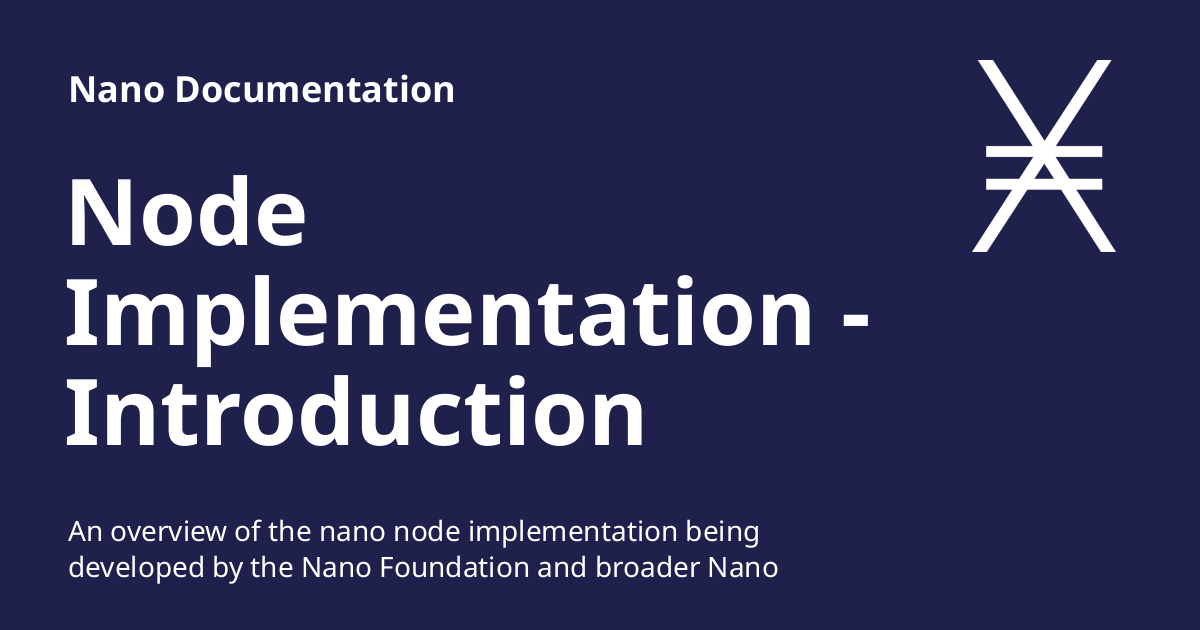 Nano Documentation
Node
Implementation -
Introduction
An overview of the nano node implementation being
developed by the Nano Foundation and broader Nano